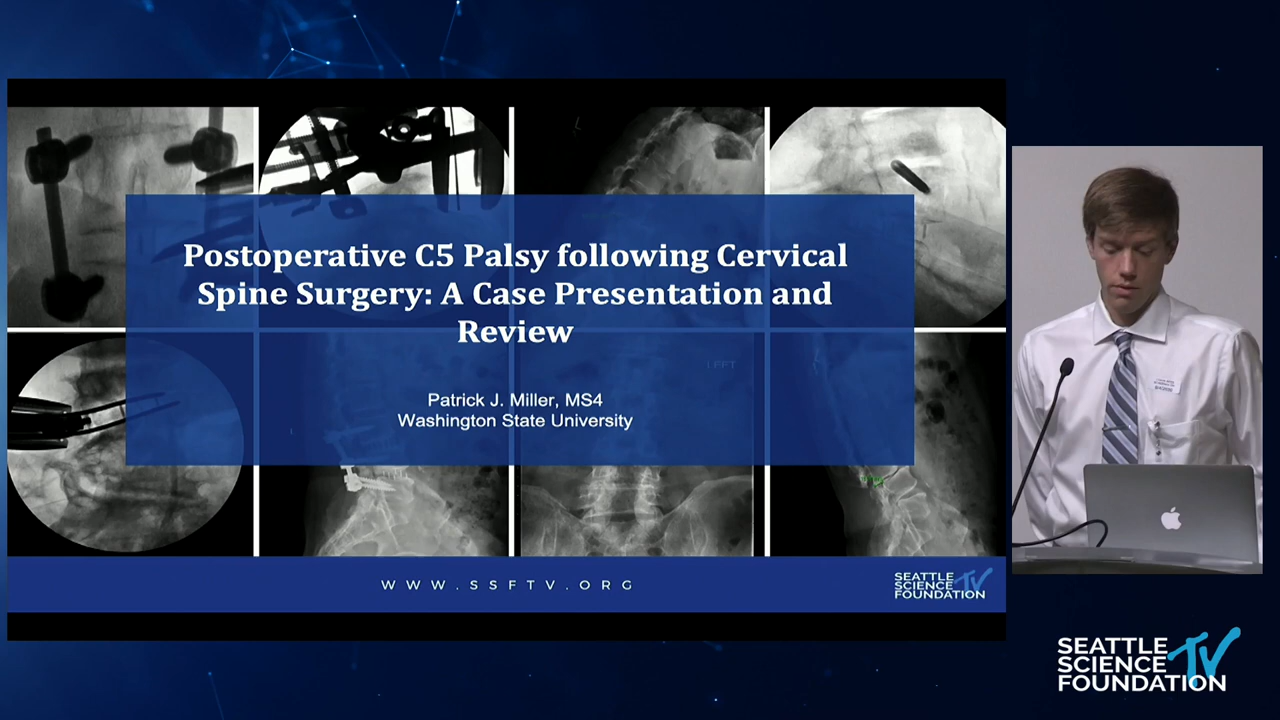 Postoperative C5 Palsy following Cervical
Spine Surgery: A Case Presentation and
Review
Patrick J. Miller, MS4
Washington State University
WWW.SSFTV.ORG
SEATTLE
SCIENCE TV
FOUNDATION
SEATTLE
SCIENCE TV
FOUNDATION